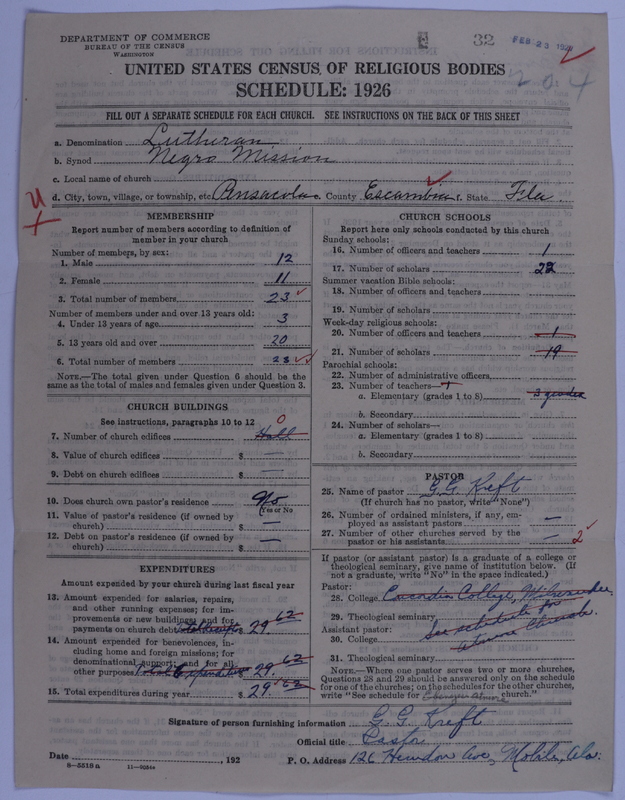 DEPARTMENT OF COMMERCE
BUREAU OF THE CENSUS
WASHINGTON
32
FEB 23 192
204
UNITED STATES CENSUS OF RELIGIOUS BODIES
SCHEDULE: 1926
FILL OUT A SEPARATE SCHEDULE FOR EACH CHURCH. SEE INSTRUCTIONS ON THE BACK OF THIS SHEET
a. Denomination Lutheran
b. Synod Negro Mission
c. Local name of church
d. City, town, village, or township, etc. Pensacola e. County Escambia f. State Fla.
MEMBERSHIP
Report number of members according to definition of member in your church
Number of members, by sex:
1. Male 12
2. Female 11
3. Total number of members 23
Number of members under and over 13 years old:
4. Under 13 years of age 3
5. 13 years old and over 20
6. Total number of members 23
NOTE.—The total given under Question 6 should be the
same as the total of males and females given under Question 3.
CHURCH BUILDINGS
See instructions, paragraphs 10 to 12
7. Number of church edifices Hall 0
8. Value of church edifices $ —
9. Debt on church edifices $ —
10. Does church own pastor's residence No
(Yes or No)
11. Value of pastor's residence (if owned by
church) $ —
12. Debt on pastor's residence (if owned by
church) $ —
EXPENDITURES
Amount expended by your church during last fiscal year
13. Amount expended for salaries, repairs,
and other running expenses; for im-
provements or new buildings; and for
payments on church debt $ 29.62
14. Amount expended for benevolences, in-
cluding home and foreign missions; for
denominational support; and for all
other purposes $ 29.62
15. Total expenditures during year $ 29.62
CHURCH SCHOOLS
Report here only schools conducted by this church
Sunday schools:
16. Number of officers and teachers 1
17. Number of scholars 22
Summer vacation Bible schools:
18. Number of officers and teachers
19. Number of scholars
Week-day religious schools:
20. Number of officers and teachers 1
21. Number of scholars 19
Parochial schools:
22. Number of administrative officers
23. Number of teachers—
a. Elementary (grades 1 to 8) 3 grades
b. Secondary
24. Number of scholars—
a. Elementary (grades 1 to 8)
b. Secondary
PASTOR
25. Name of pastor G.G. Kreft
(If church has no pastor, write "None")
26. Number of ordained ministers, if any, em-
ployed as assistant pastors —
27. Number of other churches served by the
pastor or his assistants — 2
If pastor (or assistant pastor) is a graduate of a college or
theological seminary, give name of institution below. (If
not a graduate, write "No" in the space indicated.)
Pastor:
28. College Concordia College, Milwaukee
29. Theological seminary
See schedule for
Assistant pastor:
30. College
Church.
31. Theological seminary
NOTE.—Where one pastor serves two or more churches,
Questions 28 and 29 should be answered only on the schedule
for one of the churches; on the schedules for the other churches,
write "See schedule for church."
Signature of person furnishing information G. G. Kreft
Official title Pastor
Date , 192 P. O. Address 126 Herndon Ave, Mobile, Ala.
8—5518 a